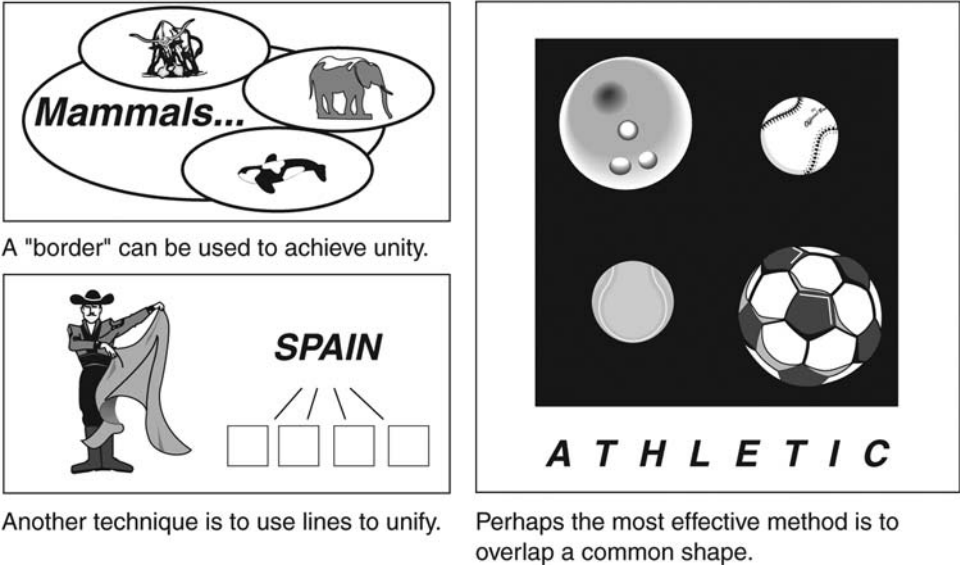 Mammals...
A "border" can be used to achieve unity.
SPAIN
Another technique is to use lines to unify.
ATHLETIC
Perhaps the most effective method is to
overlap a common shape.